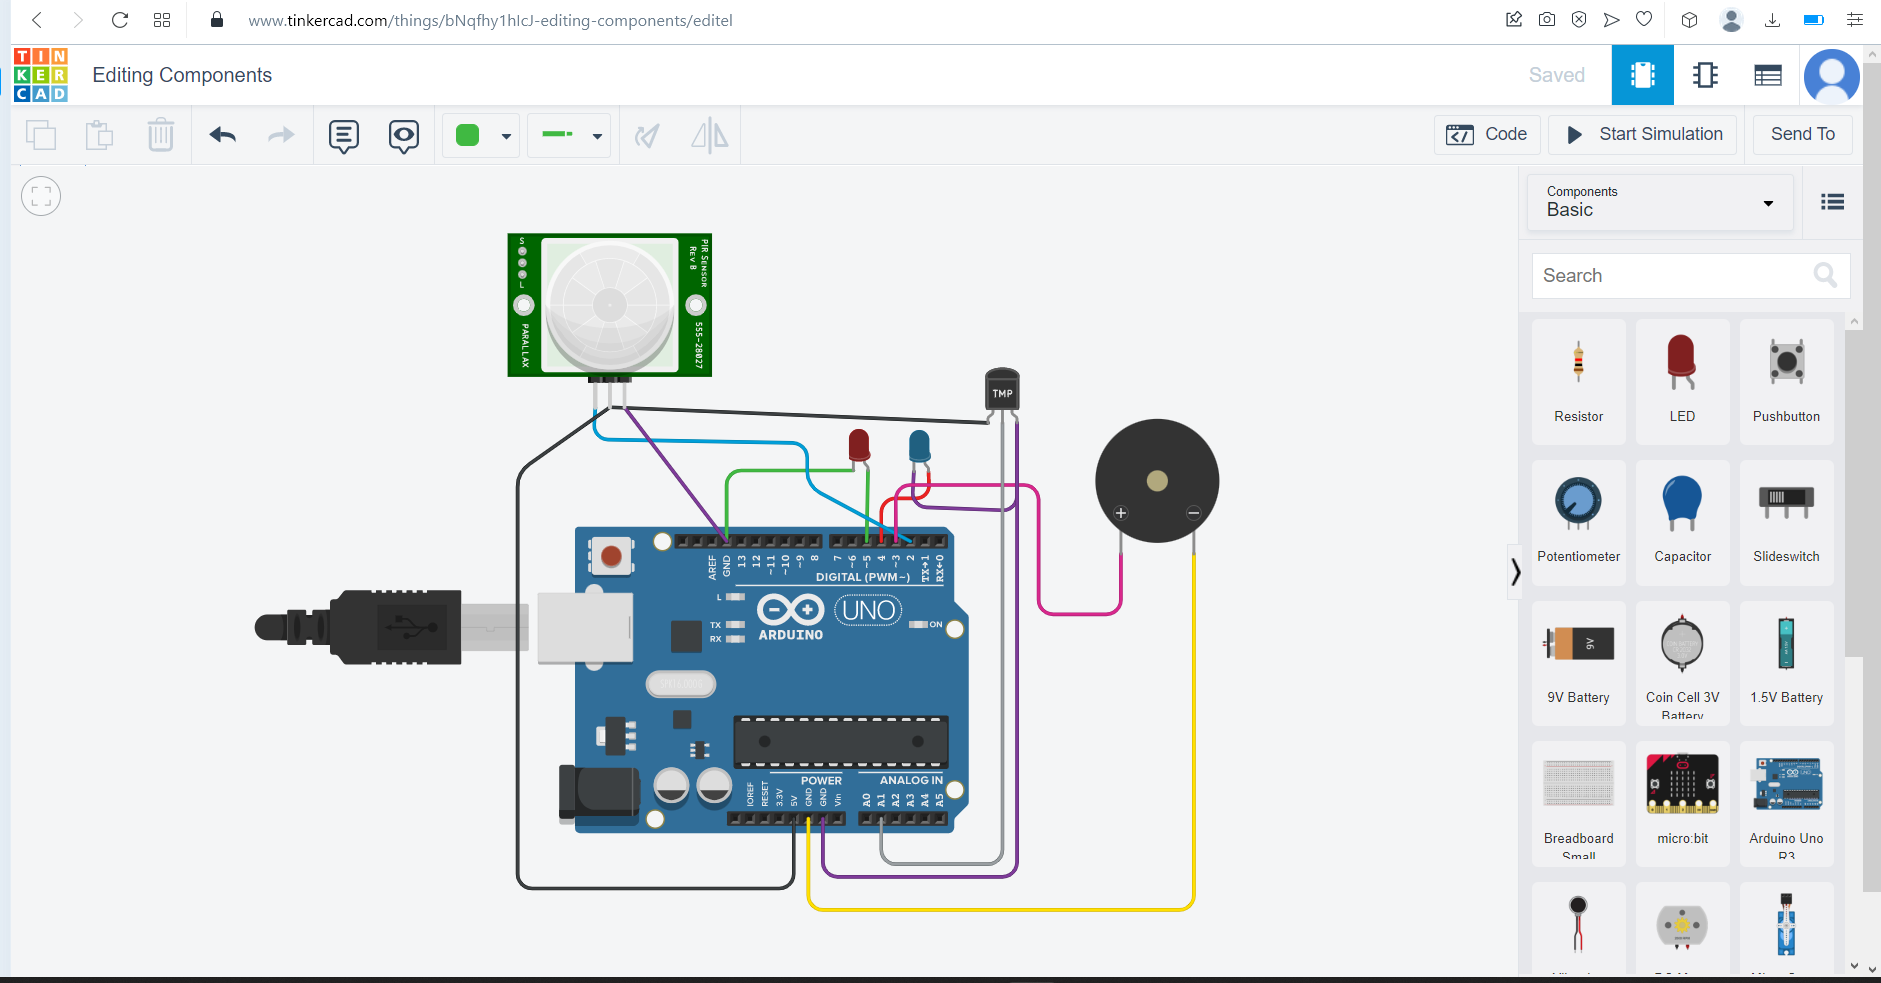 www.tinkercad.com/things/bNqfhy1hIcJ-editing-components/editel
TIN
KER
CAD
Editing Components
Saved
Code
Start Simulation
Send To
Components
Basic
Search
Resistor
LED
Pushbutton
Potentiometer
Capacitor
Slideswitch
9V
9V Battery
Coin Cell 3V
Battery
1.5V Battery
Breadboard
Small
micro:bit
Arduino Uno
R3
S
L
PIR SENSOR
REV B
PARALLAX
555-28027
TMP
+
−
AREF
GND
13
12
~11
~10
~9
8
7
~6
~5
4
~3
2
TX→1
RX←0
DIGITAL (PWM~)
L
TX
RX
ARDUINO
UNO
ON
POWER
ANALOG IN
IOREF
RESET
3.3V
5V
GND
GND
Vin
A0
A1
A2
A3
A4
A5